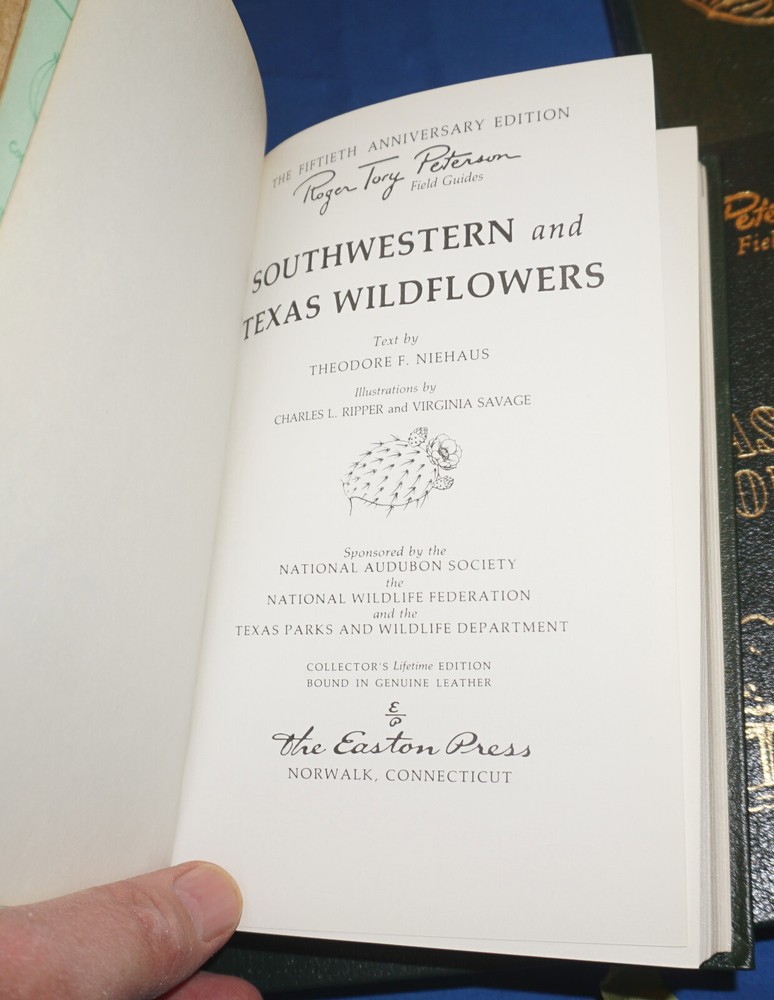 THE FIFTIETH ANNIVERSARY EDITION
Roger Tory Peterson
Field Guides
SOUTHWESTERN and
TEXAS WILDFLOWERS
Text by
THEODORE F. NIEHAUS
Illustrations by
CHARLES L. RIPPER and VIRGINIA SAVAGE
Sponsored by the
NATIONAL AUDUBON SOCIETY
the
NATIONAL WILDLIFE FEDERATION
and the
TEXAS PARKS AND WILDLIFE DEPARTMENT
COLLECTOR'S Lifetime EDITION
BOUND IN GENUINE LEATHER
E
P
The Easton Press
NORWALK, CONNECTICUT